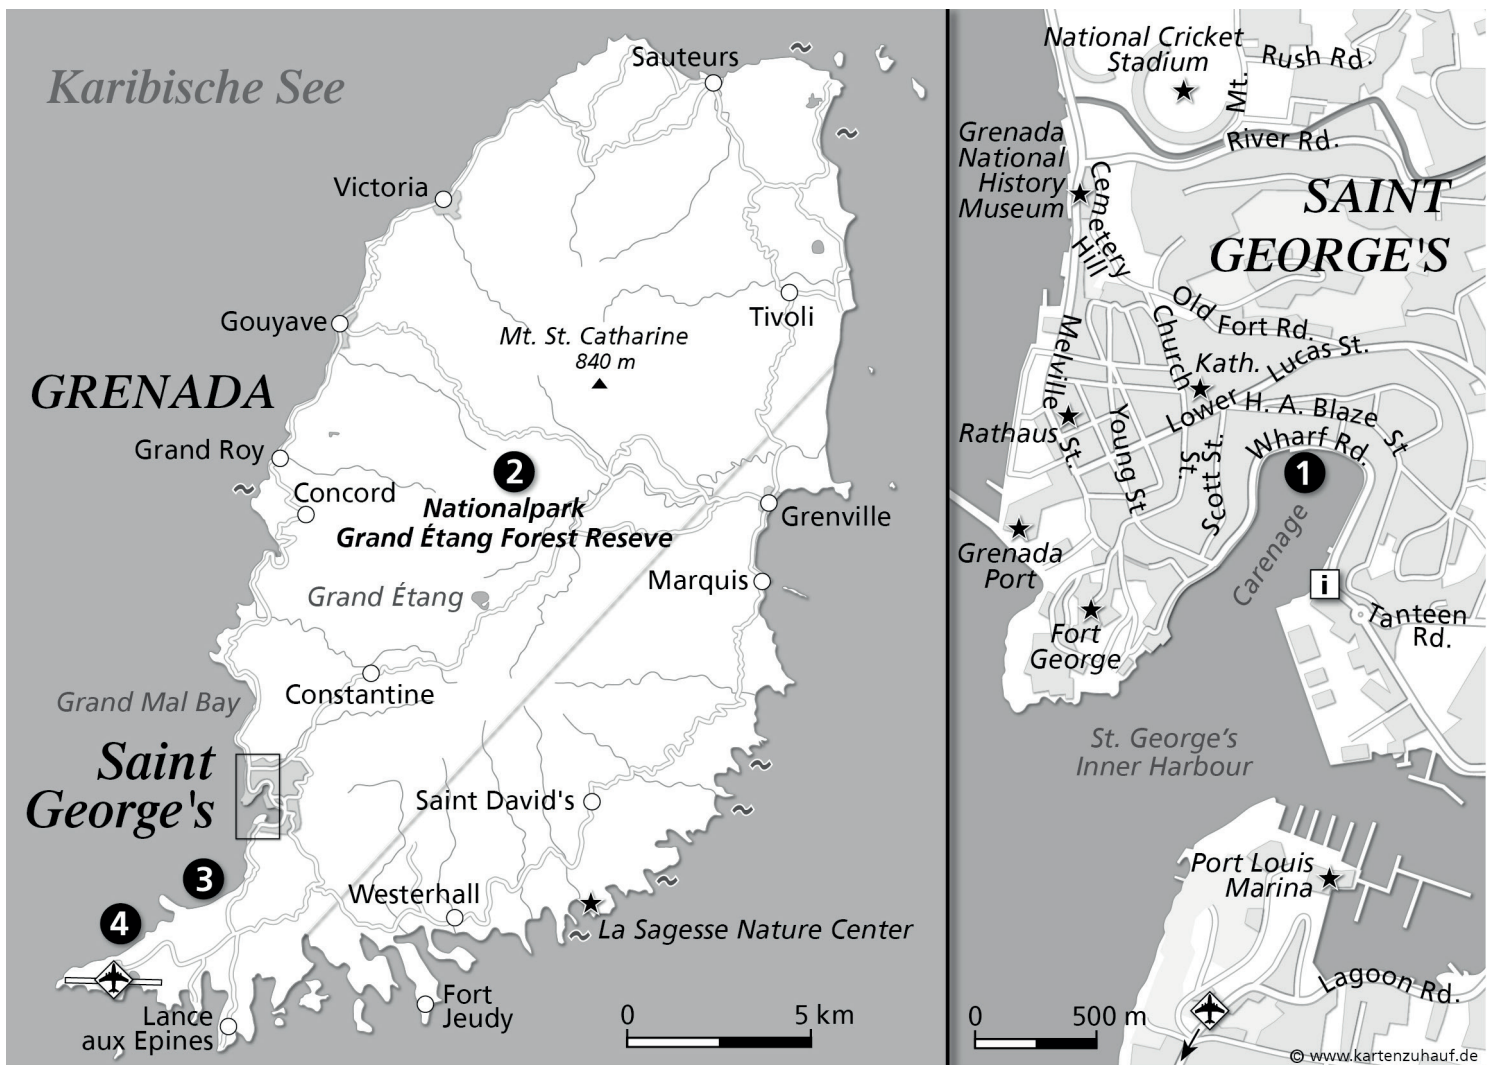 Karibische See
Sauteurs
Victoria
Gouyave
Tivoli
Mt. St. Catharine
840 m
GRENADA
Grand Roy
Concord
2
Nationalpark
Grand Étang Forest Reseve
Grenville
Marquis
Grand Étang
Constantine
Grand Mal Bay
Saint
George's
Saint David's
3
Westerhall
4
La Sagesse Nature Center
Lance
aux Epines
Fort
Jeudy
0 5 km
National Cricket
Stadium
Rush Rd.
Mt.
River Rd.
Grenada
National
History
Museum
Cemetery
Hill
SAINT
GEORGE'S
Old Fort Rd.
Church
St.
Kath.
Lower Lucas St.
Melville
St.
H. A. Blaze St
Young St
Rathaus
Scott St.
Wharf Rd.
1
Carenage
Grenada
Port
i
Fort
George
Tanteen
Rd.
St. George's
Inner Harbour
Port Louis
Marina
Lagoon Rd.
0 500 m
© www.kartenzuhauf.de